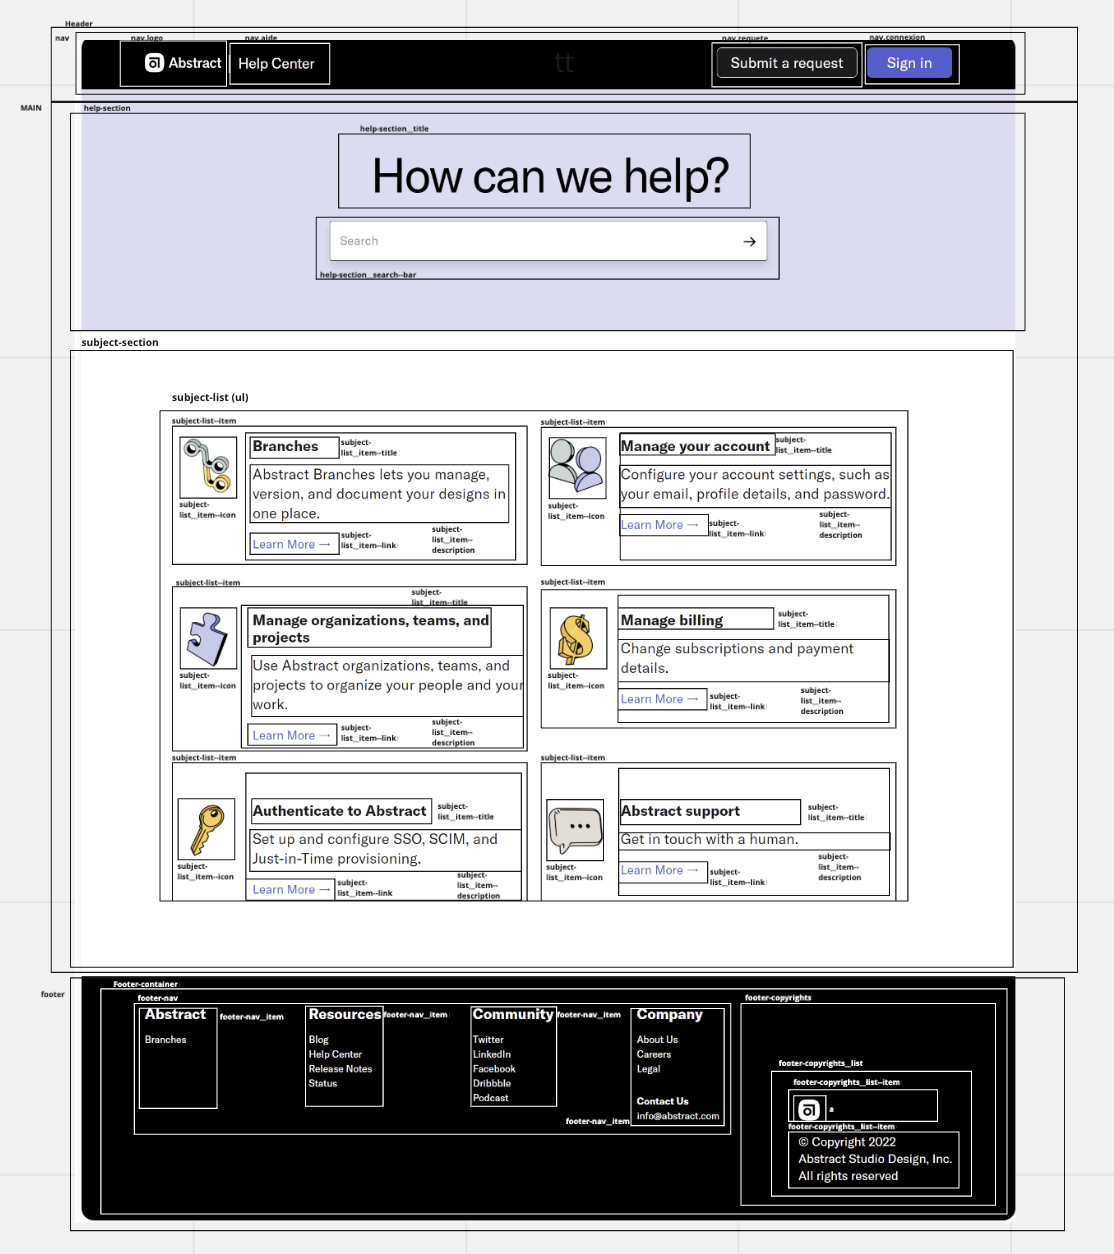 Header
nav
nav.logo
nav.aide
nav.requete
nav.connexion
Abstract
Help Center
tt
Submit a request
Sign in
MAIN
help-section
help-section__title
How can we help?
Search
→
help-section__search--bar
subject-section
subject-list (ul)
subject-list--item
Branches
subject-
list__item--title
Abstract Branches lets you manage,
version, and document your designs in
one place.
subject-
list__item--icon
Learn More →
subject-
list__item--link
subject-
list__item--
description
subject-list--item
Manage your account
subject-
list__item--title
Configure your account settings, such as
your email, profile details, and password.
subject-
list__item--icon
Learn More →
subject-
list__item--link
subject-
list__item--
description
subject-list--item
subject-
list__item--title
Manage organizations, teams, and
projects
Use Abstract organizations, teams, and
projects to organize your people and your
work.
subject-
list__item--icon
Learn More →
subject-
list__item--link
subject-
list__item--
description
subject-list--item
Manage billing
subject-
list__item--title
Change subscriptions and payment
details.
subject-
list__item--icon
Learn More →
subject-
list__item--link
subject-
list__item--
description
subject-list--item
Authenticate to Abstract
subject-
list__item--title
Set up and configure SSO, SCIM, and
Just-in-Time provisioning.
subject-
list__item--icon
Learn More →
subject-
list__item--link
subject-
list__item--
description
subject-list--item
Abstract support
subject-
list__item--title
Get in touch with a human.
subject-
list__item--icon
Learn More →
subject-
list__item--link
subject-
list__item--
description
footer
Footer-container
footer-nav
Abstract
footer-nav__item
Branches
Resources
footer-nav__item
Blog
Help Center
Release Notes
Status
Community
footer-nav__item
Twitter
LinkedIn
Facebook
Dribbble
Podcast
Company
About Us
Careers
Legal
Contact Us
info@abstract.com
footer-nav__item
footer-copyrights
footer-copyrights__list
footer-copyrights__list--item
a
footer-copyrights__list--item
© Copyright 2022
Abstract Studio Design, Inc.
All rights reserved